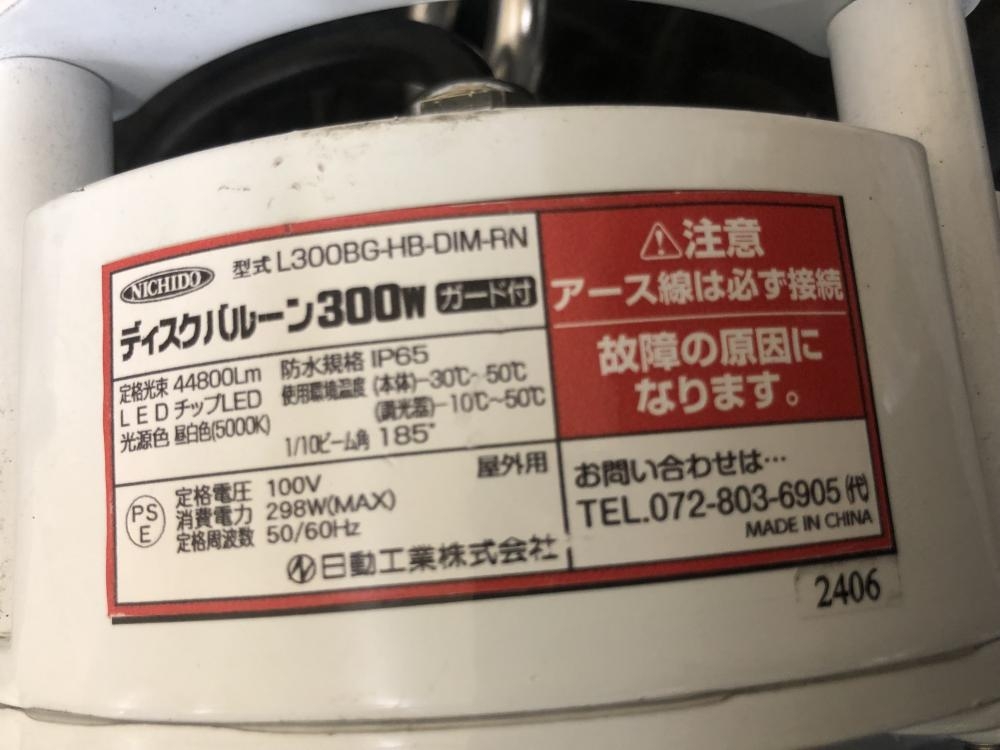 NICHIDO 型式 L300BG-HB-DIM-RN
ディスクバルーン300W ガード付
定格光束 44800Lm
LED チップLED
光源色 昼白色(5000K)
防水規格 IP65
使用環境温度 (本体)-30℃~50℃
(調光器)-10℃~50℃
1/10ビーム角 185°
PS
E
定格電圧 100V
消費電力 298W(MAX)
定格周波数 50/60Hz
屋外用
日動工業株式会社
⚠注意
アース線は必ず接続
故障の原因に
なります。
お問い合わせは…
TEL.072-803-6905(代)
MADE IN CHINA
2406